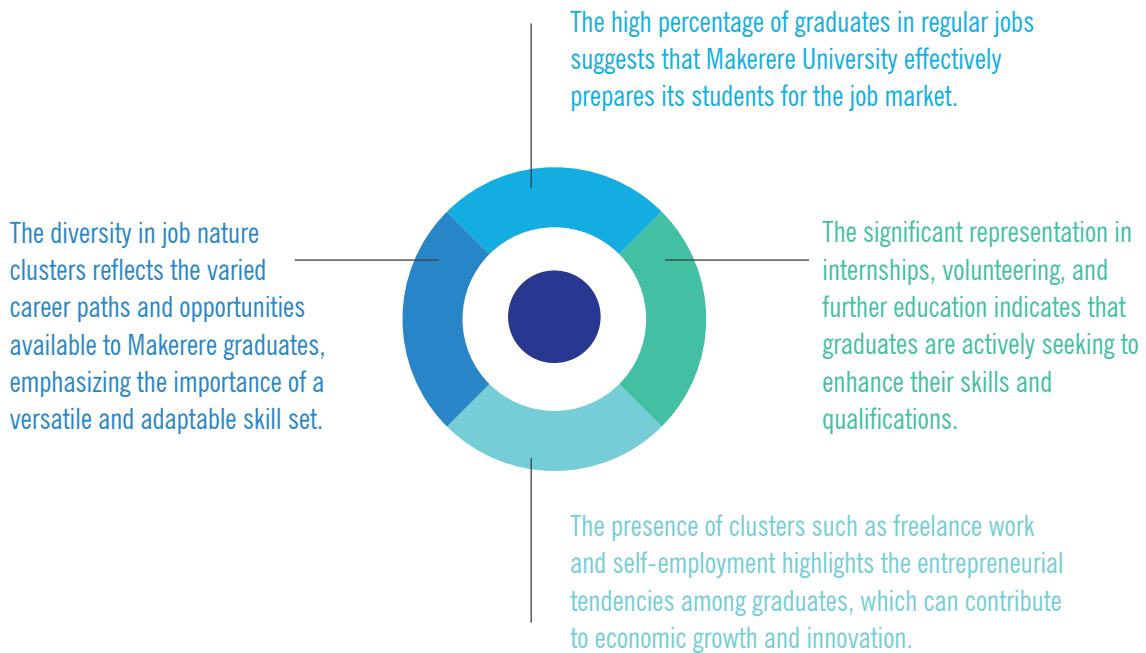 The high percentage of graduates in regular jobs
suggests that Makerere University effectively
prepares its students for the job market.
The diversity in job nature
clusters reflects the varied
career paths and opportunities
available to Makerere graduates,
emphasizing the importance of a
versatile and adaptable skill set.
The significant representation in
internships, volunteering, and
further education indicates that
graduates are actively seeking to
enhance their skills and
qualifications.
The presence of clusters such as freelance work
and self-employment highlights the entrepreneurial
tendencies among graduates, which can contribute
to economic growth and innovation.